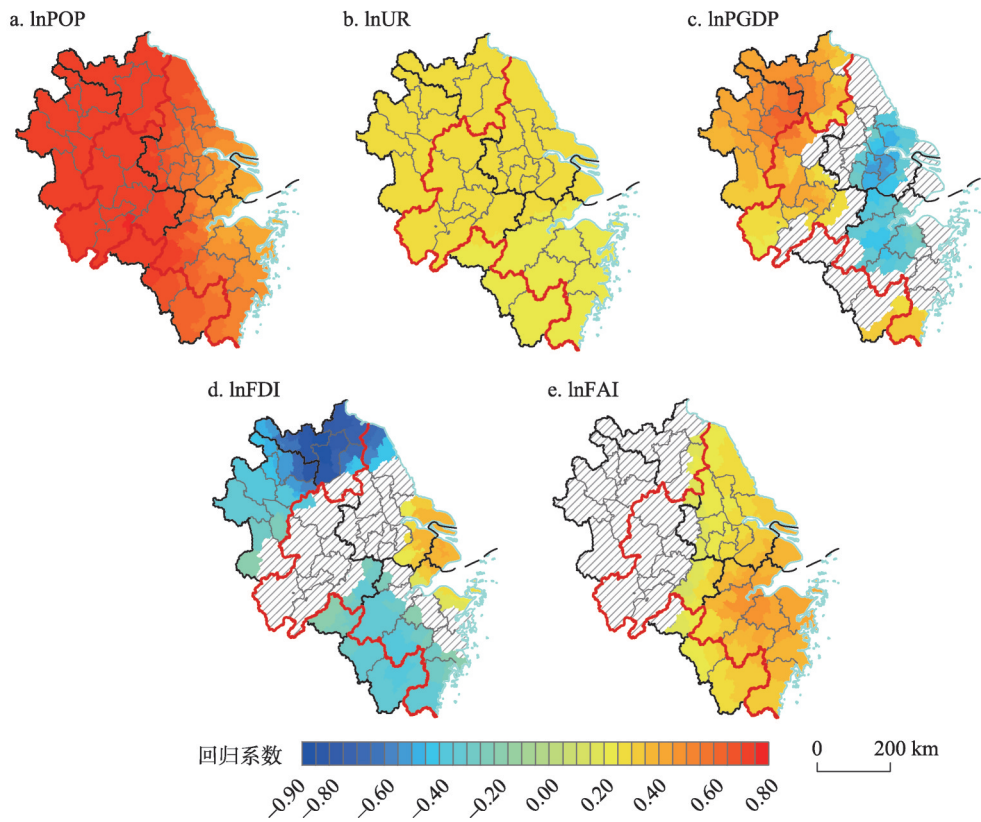 a. lnPOP
b. lnUR
c. lnPGDP
d. lnFDI
e. lnFAI
回归系数
-0.90
-0.80
-0.60
-0.40
-0.20
0.00
0.20
0.40
0.60
0.80
0 200 km